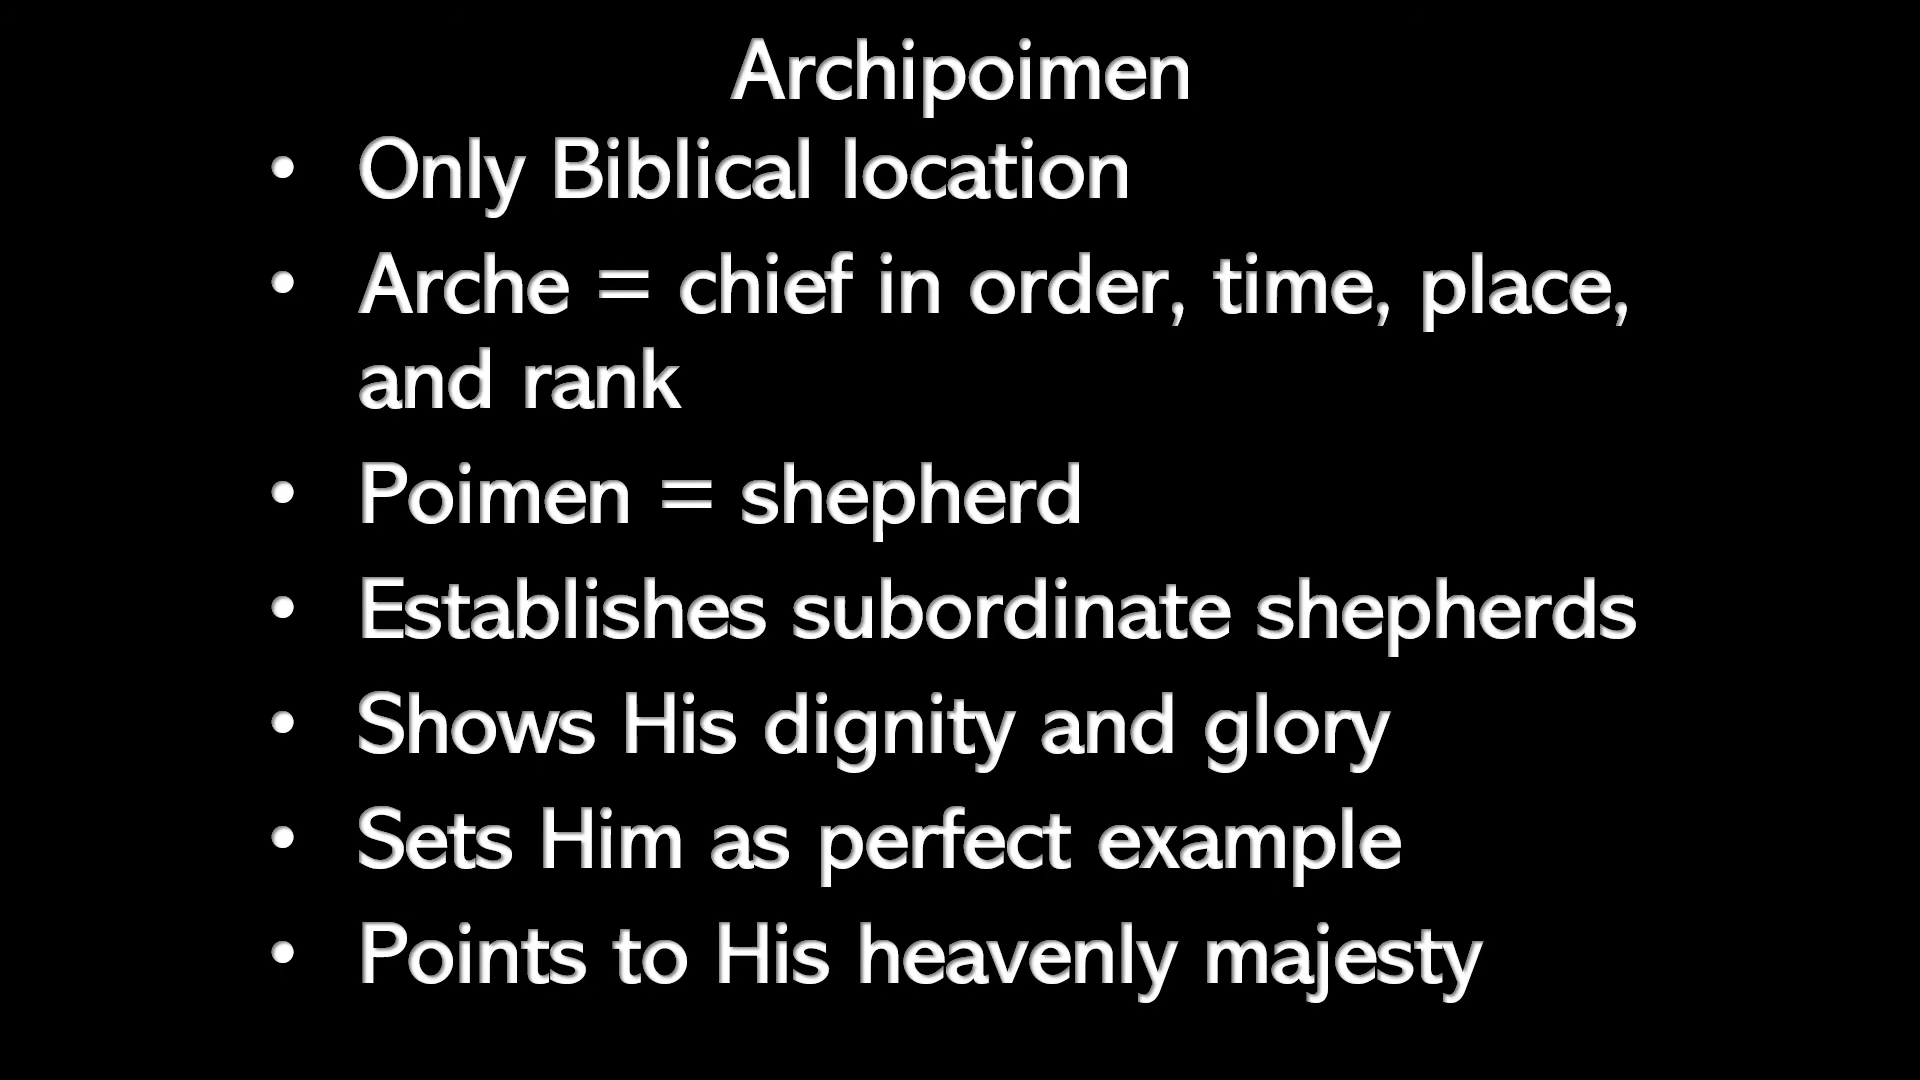 Archipoimen
• Only Biblical location
• Arche = chief in order, time, place,
and rank
• Poimen = shepherd
• Establishes subordinate shepherds
• Shows His dignity and glory
• Sets Him as perfect example
• Points to His heavenly majesty